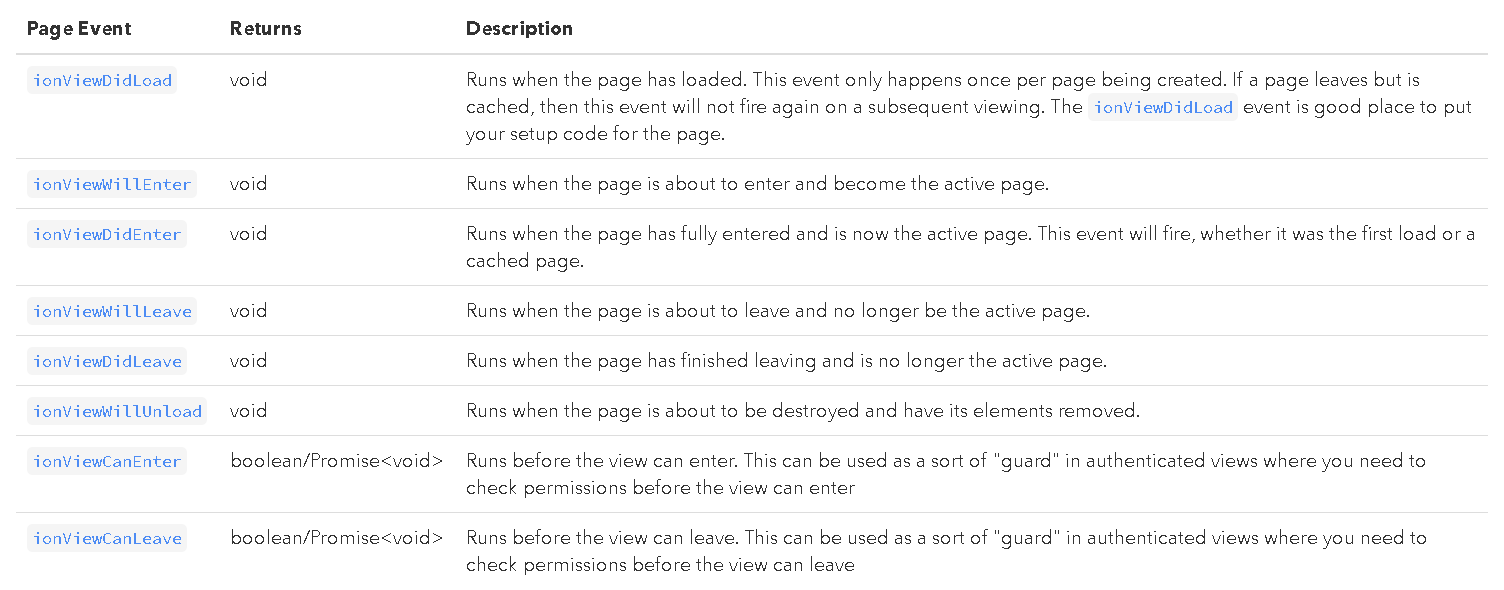 Page Event Returns Description
ionViewDidLoad void Runs when the page has loaded. This event only happens once per page being created. If a page leaves but is
cached, then this event will not fire again on a subsequent viewing. The ionViewDidLoad event is good place to put
your setup code for the page.
ionViewWillEnter void Runs when the page is about to enter and become the active page.
ionViewDidEnter void Runs when the page has fully entered and is now the active page. This event will fire, whether it was the first load or a
cached page.
ionViewWillLeave void Runs when the page is about to leave and no longer be the active page.
ionViewDidLeave void Runs when the page has finished leaving and is no longer the active page.
ionViewWillUnload void Runs when the page is about to be destroyed and have its elements removed.
ionViewCanEnter boolean/Promise<void> Runs before the view can enter. This can be used as a sort of "guard" in authenticated views where you need to
check permissions before the view can enter
ionViewCanLeave boolean/Promise<void> Runs before the view can leave. This can be used as a sort of "guard" in authenticated views where you need to
check permissions before the view can leave